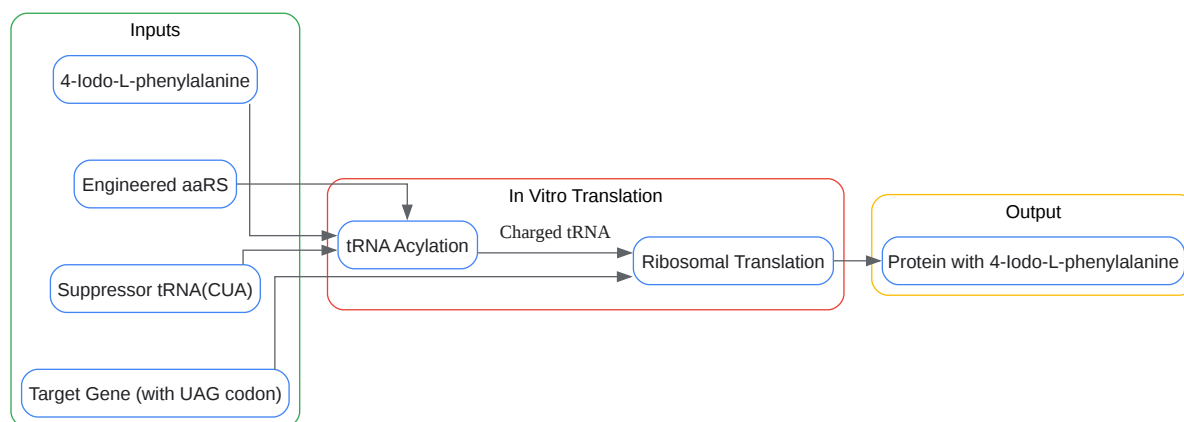 Inputs
4-Iodo-L-phenylalanine
Engineered aaRS
Suppressor tRNA(CUA)
Target Gene (with UAG codon)
In Vitro Translation
tRNA Acylation
Charged tRNA
Ribosomal Translation
Output
Protein with 4-Iodo-L-phenylalanine